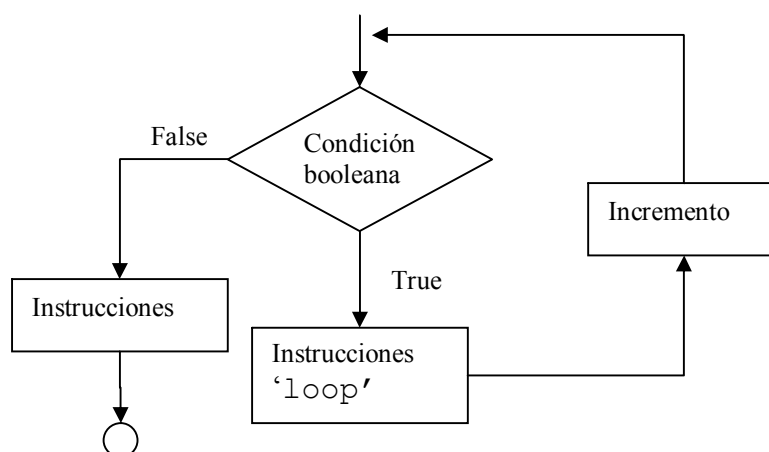 False
Condición
booleana
Incremento
True
Instrucciones
Instrucciones
‘loop’